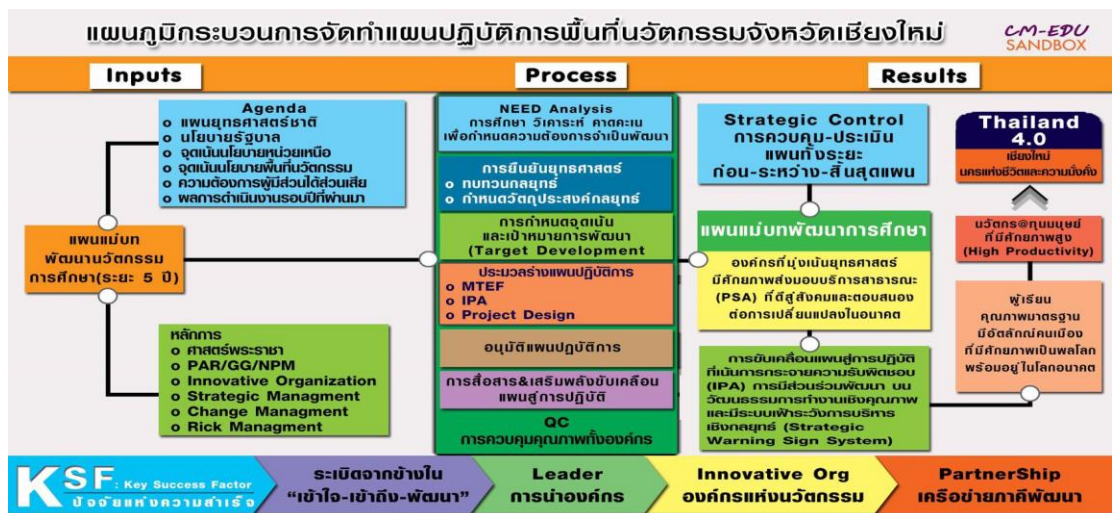 แผนภูมิกระบวนการจัดทำแผนปฏิบัติการพื้นที่นวัตกรรมจังหวัดเชียงใหม่
CM-EDU
SANDBOX
Inputs
Process
Results
Agenda
o แผนยุทธศาสตร์ชาติ
o นโยบายรัฐบาล
o จุดเน้นนโยบายหน่วยเหนือ
o จุดเน้นนโยบายพื้นที่นวัตกรรม
o ความต้องการผู้มีส่วนได้ส่วนเสีย
o ผลการดำเนินงานรอบปีที่ผ่านมา
แผนแม่บท
พัฒนานวัตกรรม
การศึกษา(ระยะ 5 ปี)
หลักการ
o ศาสตร์พระราชา
o PAR/GG/NPM
o Innovative Organization
o Strategic Managment
o Change Managment
o Rick Managment
NEED Analysis
การศึกษา วิเคาระห์ คาดคะเน
เพื่อกำหนดความต้องการจำเป็นพัฒนา
การยืนยันยุทธศาสตร์
o ทบทวนกลยุทธ์
o กำหนดวัตถุประสงค์กลยุทธ์
การกำหนดจุดเน้น
และเป้าหมายการพัฒนา
(Target Development
ประมวลร่างแผนปฏิบัติการ
o MTEF
o IPA
o Project Design
อนุมัติแผนปฏิบัติการ
การสื่อสาร&เสริมพลังขับเคลื่อน
แผนสู่การปฏิบัติ
QC
การควบคุมคุณภาพทั้งองค์กร
Strategic Control
การควบคุม-ประเมิน
แผนทั้งระยะ
ก่อน-ระหว่าง-สิ้นสุดแผน
แผนแม่บทพัฒนาการศึกษา
องค์กรที่มุ่งเน้นยุทธศาสตร์
มีศักยภาพส่งมอบบริการสาธารณะ
(PSA) ที่ดีสู่สังคมและตอบสนอง
ต่อการเปลี่ยนแปลงในอนาคต
การขับเคลื่อนแผนสู่การปฏิบัติ
ที่เน้นการกระจายความรับผิดชอบ
(IPA) การมีส่วนร่วมพัฒนา บน
วัฒนธรรมการทำงานเชิงคุณภาพ
และมีระบบเฝ้าระวังการบริหาร
เชิงกลยุทธ์ (Strategic
Warning Sign System)
Thailand
4.0
เชียงใหม่
นครแห่งชีวิตและความมั่งคั่ง
นวัตกร@ทุนมนุษย์
ที่มีศักยภาพสูง
(High Productivity)
ผู้เรียน
คุณภาพมาตรฐาน
มีอัตลักษณ์คนเมือง
ที่มีศักยภาพเป็นพลโลก
พร้อมอยู่ในโลกอนาคต
KSF: Key Success Factor
ปัจจัยแห่งความสำเร็จ
ระเบิดจากข้างใน
“เข้าใจ-เข้าถึง-พัฒนา”
Leader
การนำองค์กร
Innovative Org
องค์กรแห่งนวัตกรรม
PartnerShip
เครือข่ายภาคีพัฒนา